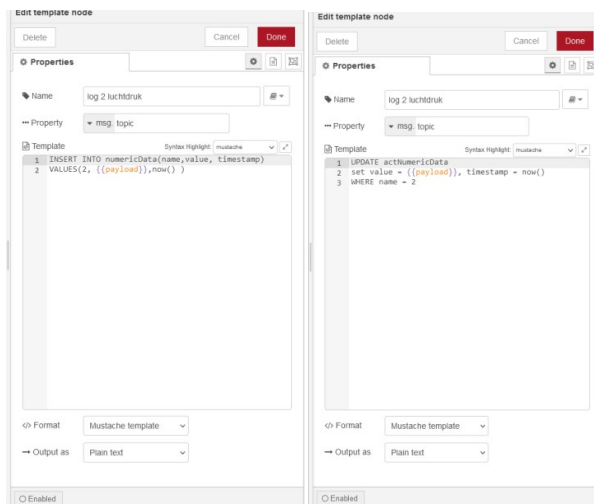 Edit template node
Delete
Cancel
Done
Properties
Name
log 2 luchtdruk
Property
msg. topic
Template
Syntax Highlight: mustache
1 INSERT INTO numericData(name,value, timestamp)
2 VALUES(2, {{payload}},now() )
</> Format
Mustache template
Output as
Plain text
Enabled
Edit template node
Delete
Cancel
Done
Properties
Name
log 2 luchtdruk
Property
msg. topic
Template
Syntax Highlight: mustache
1 UPDATE actNumericData
2 set value = {{payload}}, timestamp = now()
3 WHERE name = 2
</> Format
Mustache template
Output as
Plain text
Enabled